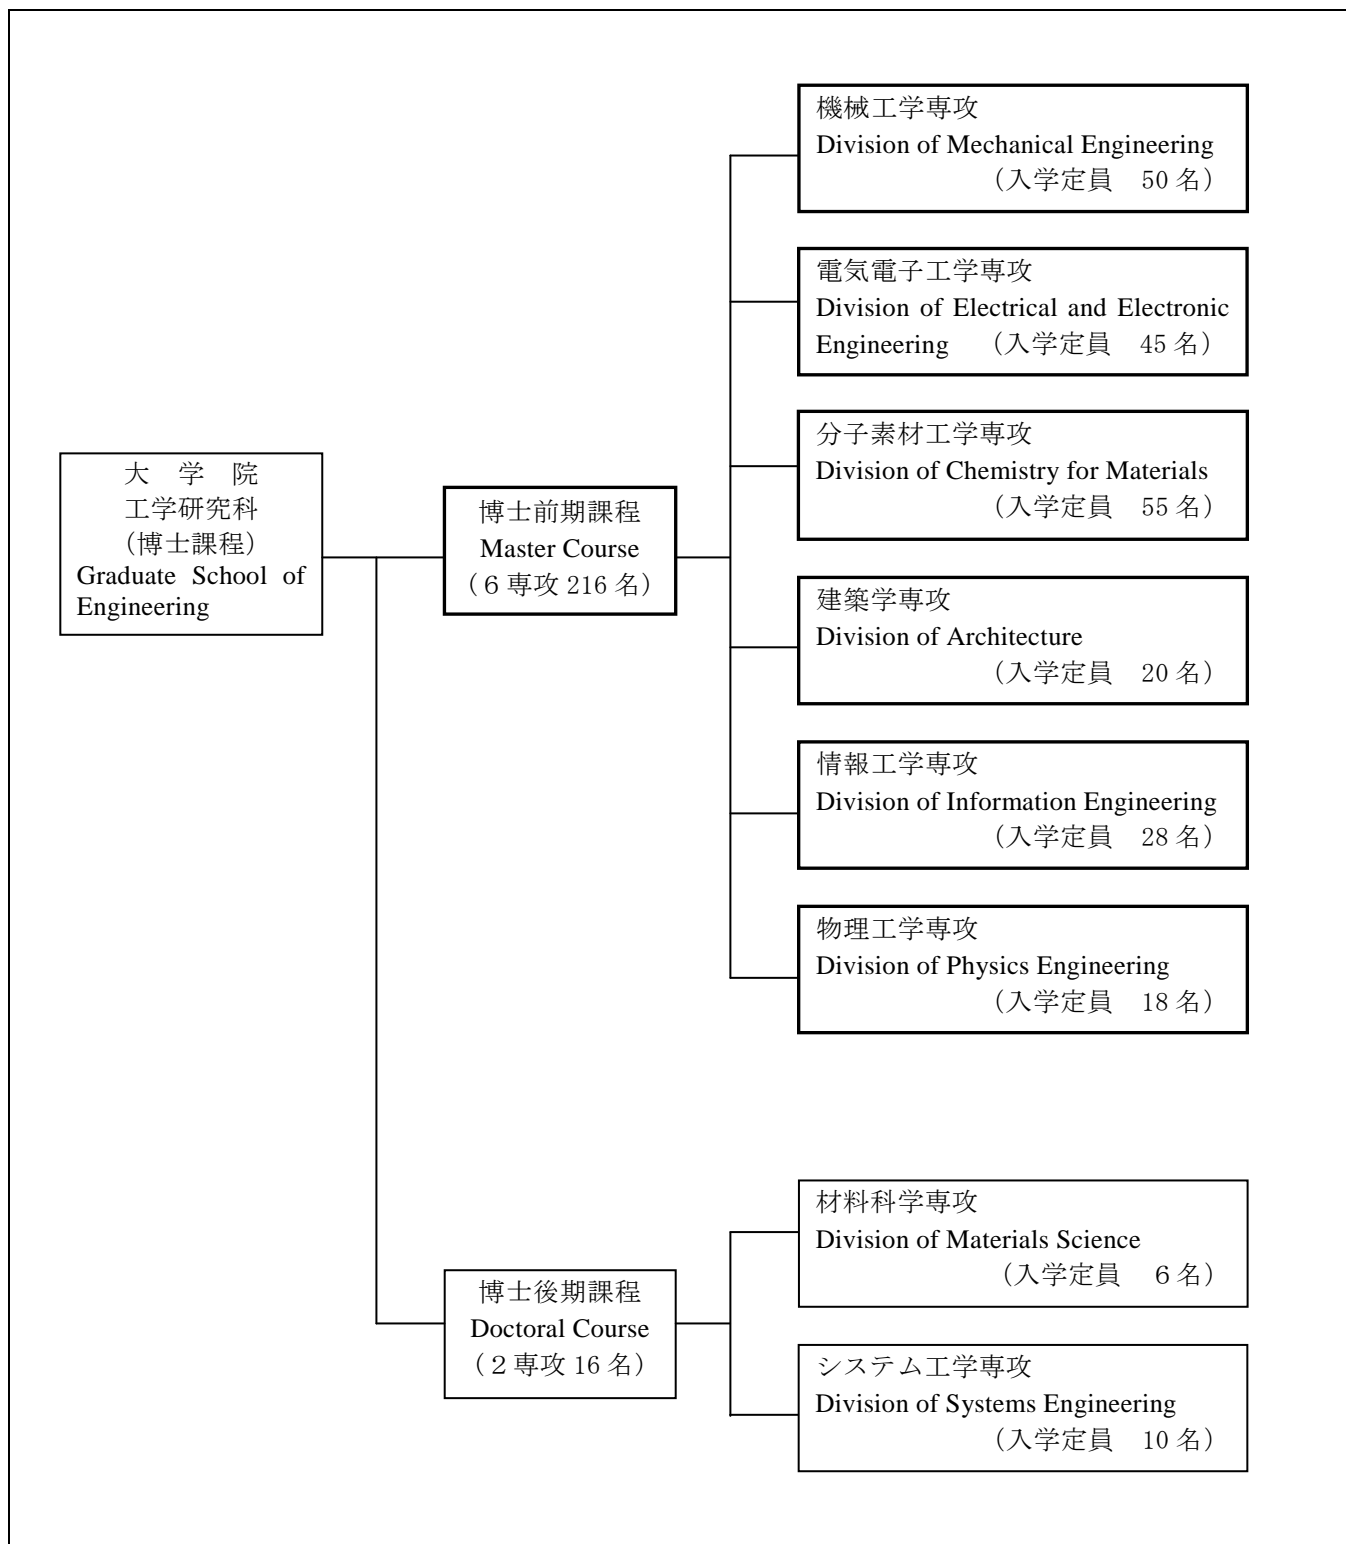 大　学　院
工学研究科
（博士課程）
Graduate School of
Engineering
博士前期課程
Master Course
（６専攻 216 名）
機械工学専攻
Division of Mechanical Engineering
（入学定員　50 名）
電気電子工学専攻
Division of Electrical and Electronic
Engineering　（入学定員　45 名）
分子素材工学専攻
Division of Chemistry for Materials
（入学定員　55 名）
建築学専攻
Division of Architecture
（入学定員　20 名）
情報工学専攻
Division of Information Engineering
（入学定員　28 名）
物理工学専攻
Division of Physics Engineering
（入学定員　18 名）
博士後期課程
Doctoral Course
（２専攻 16 名）
材料科学専攻
Division of Materials Science
（入学定員　６名）
システム工学専攻
Division of Systems Engineering
（入学定員　10 名）